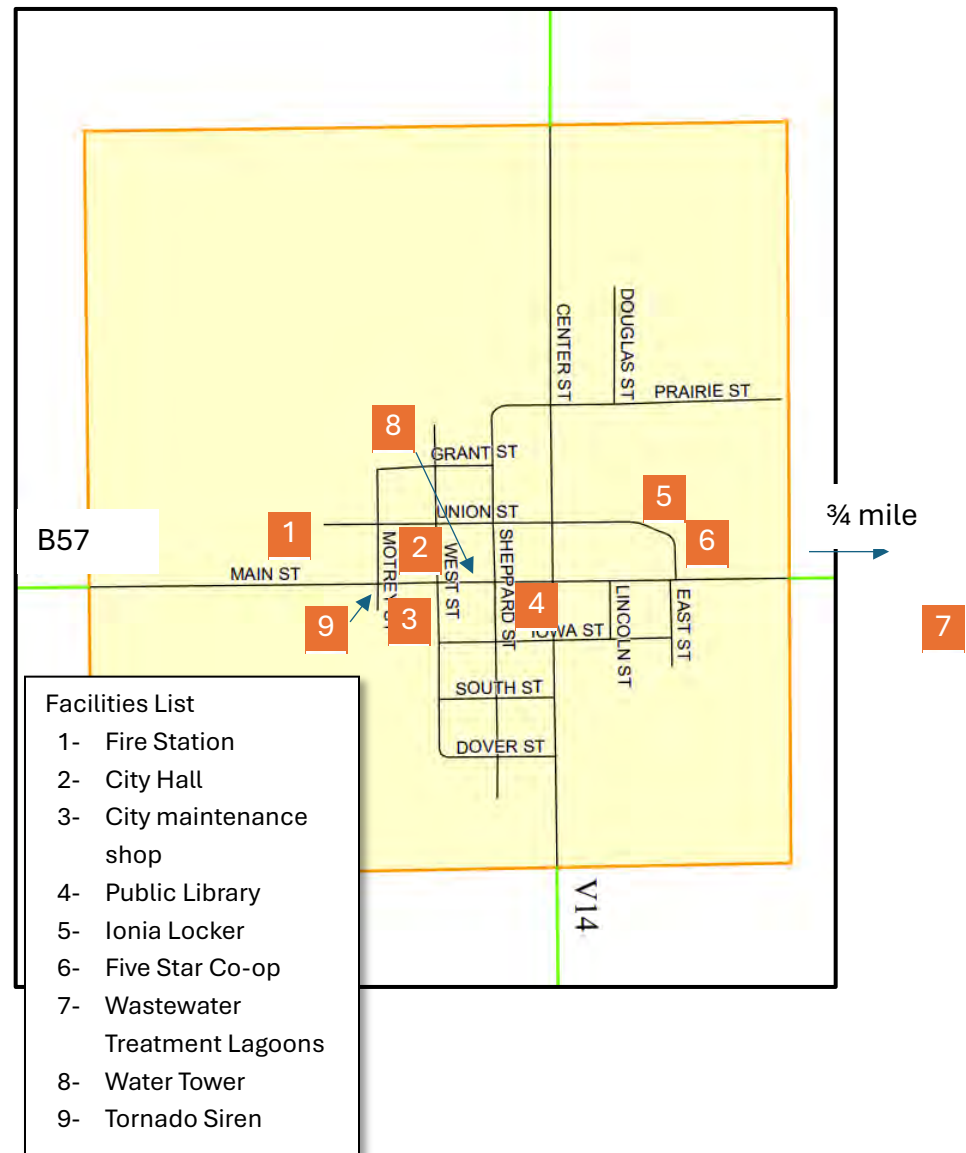 CENTER ST
DOUGLAS ST
PRAIRIE ST
8
GRANT ST
5
¾ mile
UNION ST
1
6
B57
2
MOTREY ST
WEST ST
SHEPPARD ST
MAIN ST
4
LINCOLN ST
EAST ST
3
9
IOWA ST
7
SOUTH ST
DOVER ST
V14
Facilities List
1- Fire Station
2- City Hall
3- City maintenance
shop
4- Public Library
5- Ionia Locker
6- Five Star Co-op
7- Wastewater
Treatment Lagoons
8- Water Tower
9- Tornado Siren